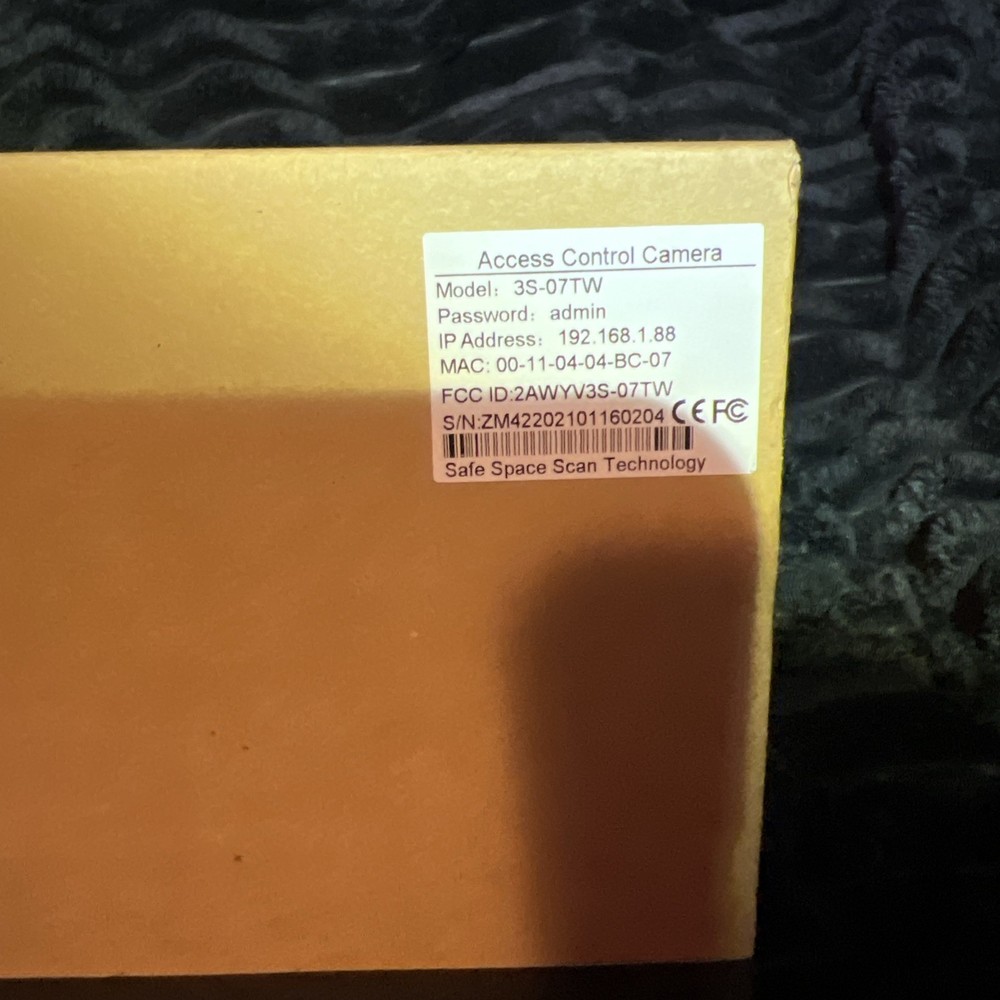 Access Control Camera
Model: 3S-07TW
Password: admin
IP Address: 192.168.1.88
MAC: 00-11-04-04-BC-07
FCC ID:2AWYV3S-07TW
S/N:ZM42202101160204 CE FC
Safe Space Scan Technology